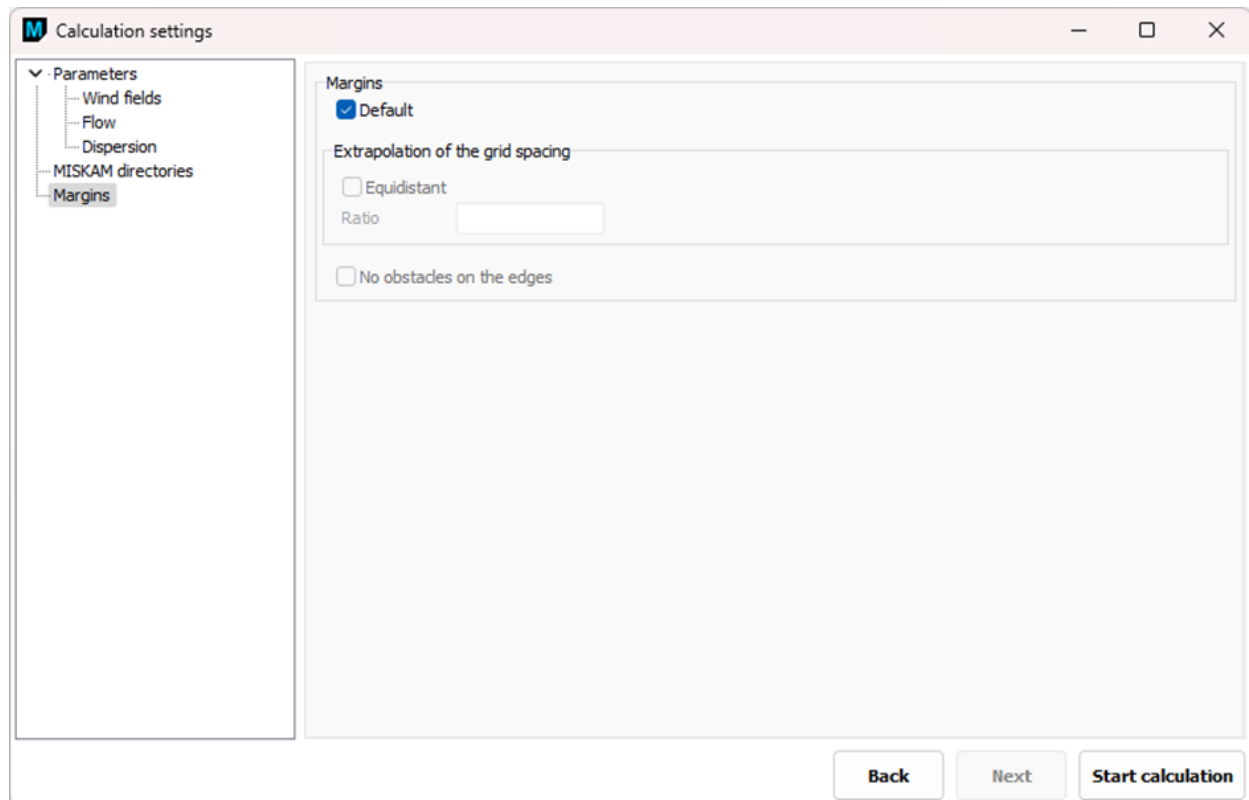 M Calculation settings
Parameters
Wind fields
Flow
Dispersion
MISKAM directories
Margins
Margins
Default
Extrapolation of the grid spacing
Equidistant
Ratio
No obstacles on the edges
Back Next Start calculation